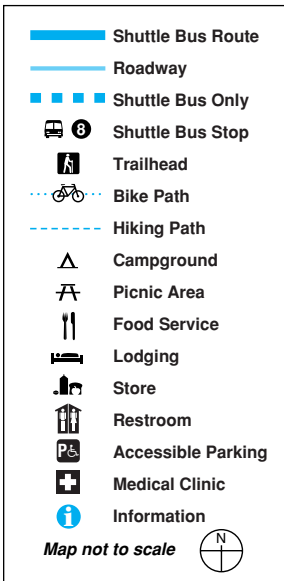 Shuttle Bus Route
Roadway
Shuttle Bus Only
8 Shuttle Bus Stop
Trailhead
Bike Path
Hiking Path
Campground
Picnic Area
Food Service
Lodging
Store
Restroom
P Accessible Parking
Medical Clinic
i Information
Map not to scale N